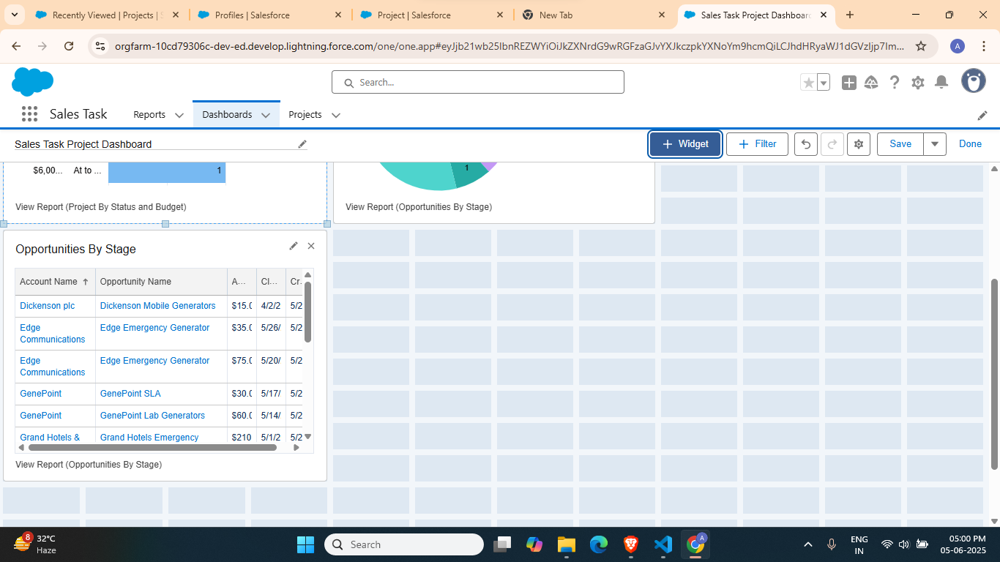 Recently Viewed | Projects | S
Profiles | Salesforce
Project | Salesforce
New Tab
Sales Task Project Dashboard
orgfarm-10cd79306c-dev-ed.develop.lightning.force.com/one/one.app#eyJjb21wb25lbnREZWYiOiJkZXNrdG9wRGFzaGJvYXJkczpkYXNoYm9hcmQiLCJhdHRyaWJ1dGVzIjp7Im...
A
Search...
Sales Task
Reports
Dashboards
Projects
Sales Task Project Dashboard
+ Widget
+ Filter
Save
Done
$6,00...
At to ...
1
1
View Report (Project By Status and Budget)
View Report (Opportunities By Stage)
Opportunities By Stage
Account Name ↑ Opportunity Name A... Cl... Cr.
Dickenson plc Dickenson Mobile Generators $15.0 4/2/2 5/2
Edge Communications Edge Emergency Generator $35.0 5/26/ 5/2
Edge Communications Edge Emergency Generator $75.0 5/20/ 5/2
GenePoint GenePoint SLA $30.0 5/17/ 5/2
GenePoint GenePoint Lab Generators $60.0 5/14/ 5/2
Grand Hotels & Grand Hotels Emergency $210 5/1/2 5/2
View Report (Opportunities By Stage)
8
32°C
Haze
Search
A
ENG
IN
05:00 PM
05-06-2025